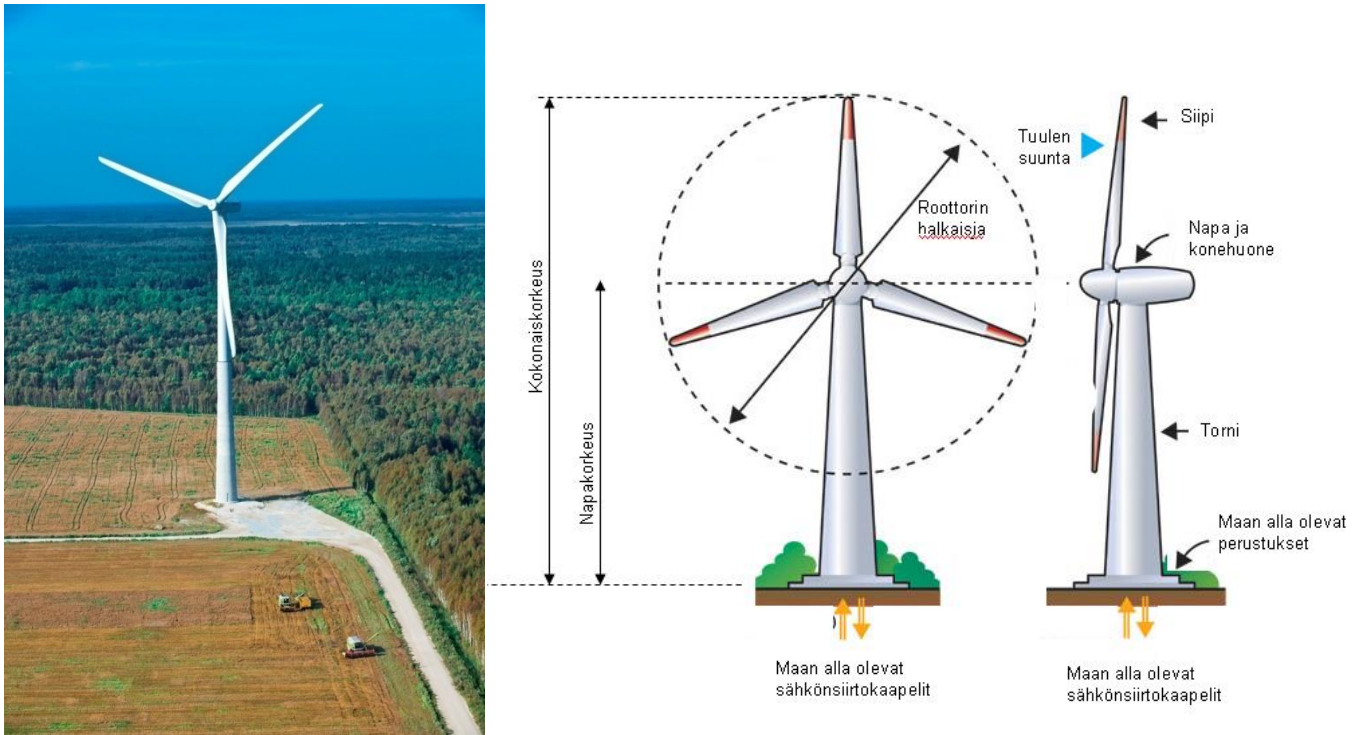 Kokonaiskorkeus
Napakorkeus
Roottorin
halkaisja
Tuulen
suunta
Siipi
Napa ja
konehuone
Torni
Maan alla olevat
perustukset
Maan alla olevat
sähkönsiirtokaapelit
Maan alla olevat
sähkönsiirtokaapelit